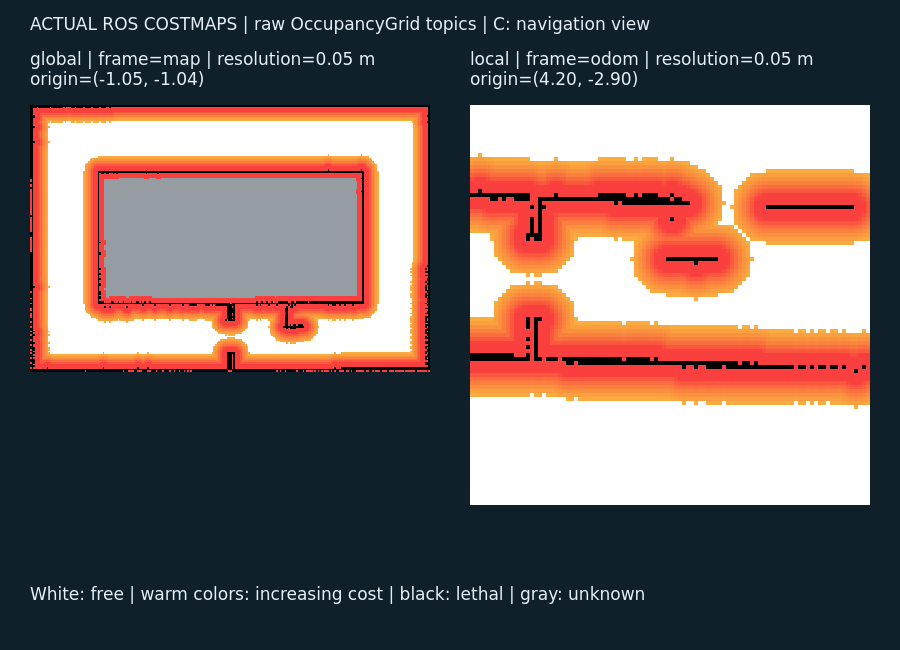 ACTUAL ROS COSTMAPS | raw OccupancyGrid topics | C: navigation view
global | frame=map | resolution=0.05 m
origin=(-1.05, -1.04)
local | frame=odom | resolution=0.05 m
origin=(4.20, -2.90)
White: free | warm colors: increasing cost | black: lethal | gray: unknown